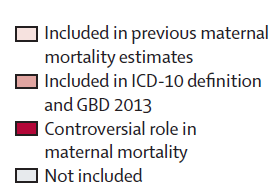 Included in previous maternal
mortality estimates
Included in ICD-10 definition
and GBD 2013
Controversial role in
maternal mortality
Not included